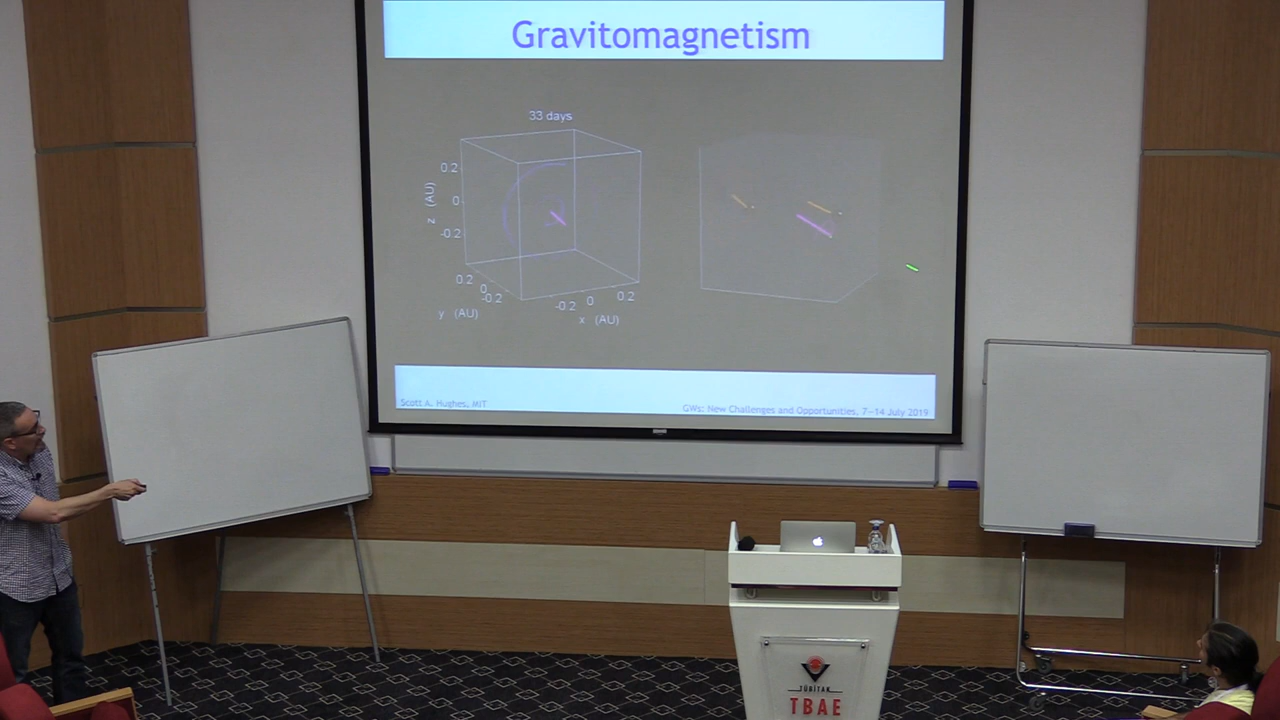 Gravitomagnetism
33 days
0.2
0
-0.2
z (AU)
0.2
0
-0.2
y (AU)
-0.2
0
0.2
x (AU)
Scott A. Hughes, MIT
GWs: New Challenges and Opportunities, 7–14 July 2019
TÜBİTAK
TBAE